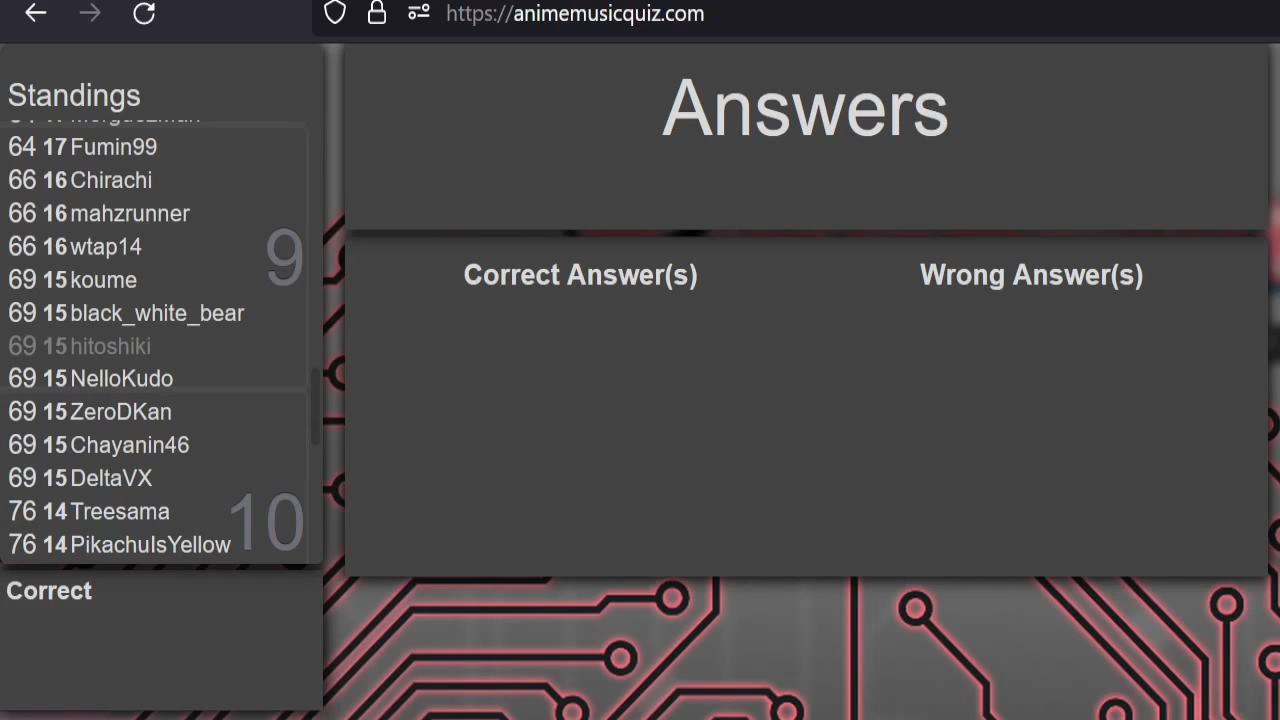 https://animemusicquiz.com
Standings
64 17 Fumin99
66 16 Chirachi
66 16 mahzrunner
66 16 wtap14
9
69 15 koume
69 15 black_white_bear
69 15 hitoshiki
69 15 NelloKudo
69 15 ZeroDKan
69 15 Chayanin46
69 15 DeltaVX
76 14 Treesama
10
76 14 PikachuIsYellow
Correct
Answers
Correct Answer(s)
Wrong Answer(s)